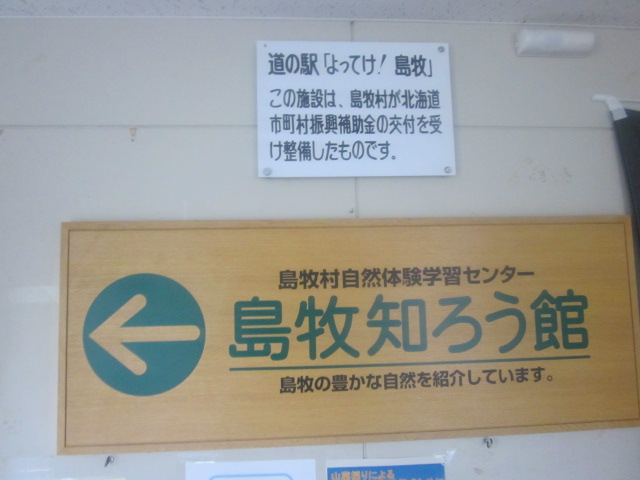 道の駅「よってけ！島牧」
この施設は、島牧村が北海道
市町村振興補助金の交付を受
け整備したものです。
島牧村自然体験学習センター
島牧知ろう館
島牧の豊かな自然を紹介しています。